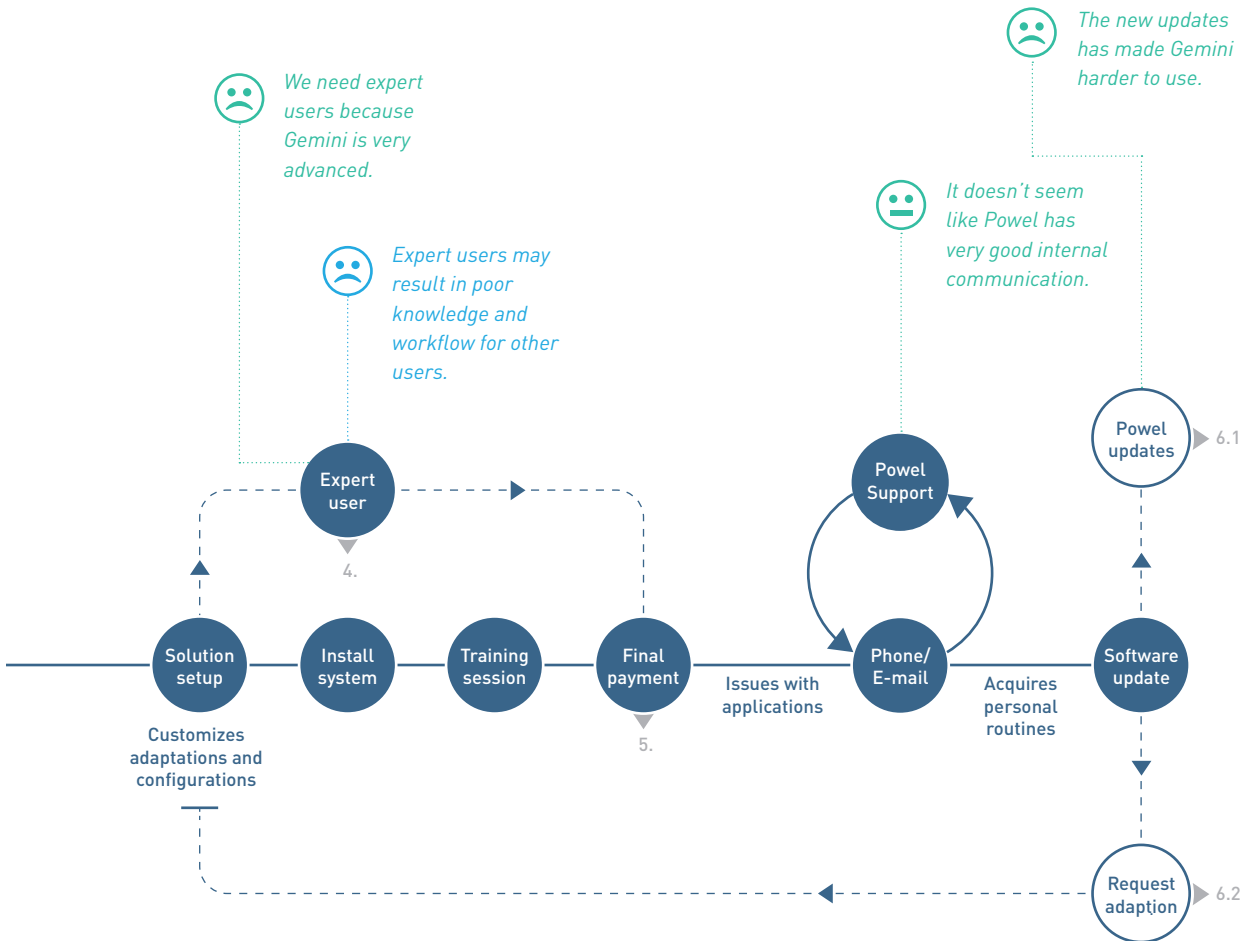 The new updates
has made Gemini
harder to use.
We need expert
users because
Gemini is very
advanced.
It doesn't seem
like Powel has
very good internal
communication.
Expert users may
result in poor
knowledge and
workflow for other
users.
Powel
updates
6.1
Expert
user
4.
Powel
Support
Solution
setup
Install
system
Training
session
Final
payment
Phone/
E-mail
Software
update
Issues with
applications
Acquires
personal
routines
5.
Customizes
adaptations and
configurations
Request
adaption
6.2